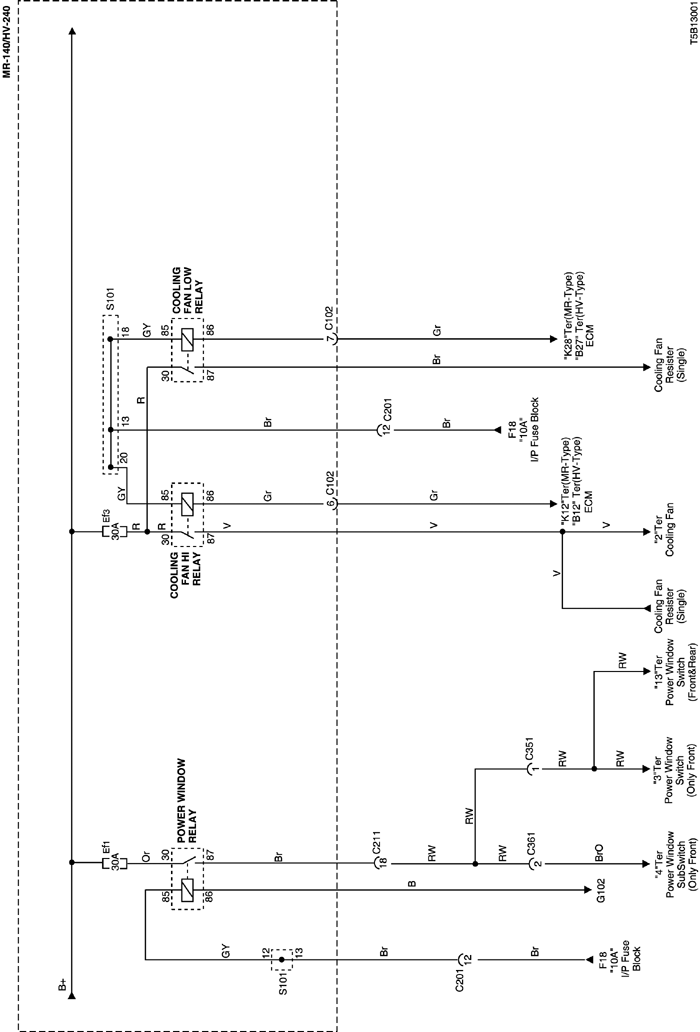 MR-140/HV-240
T5B13001
B+
Ef1
30A
Or
30
87
85
86
POWER WINDOW
RELAY
GY
12
13
S101
Br
C201
12
Br
F18
"10A"
I/P Fuse
Block
B
G102
Br
C211
18
RW
RW
RW
C361
2
BrO
"4"Ter
Power Window
SubSwitch
(Only Front)
C351
1
RW
RW
"3"Ter
Power Window
Switch
(Only Front)
RW
"13"Ter
Power Window
Switch
(Front&Rear)
Ef3
30A
R
R
R
30
87
85
86
COOLING
FAN HI
RELAY
V
V
V
V
Cooling Fan
Resister
(Single)
"2"Ter
Cooling Fan
GY
20
13
18
S101
Gr
6
C102
Gr
"K12"Ter(MR-Type)
"B12" Ter(HV-Type)
ECM
Br
12
C201
Br
F18
"10A"
I/P Fuse Block
GY
COOLING
FAN LOW
RELAY
85
86
30
87
7
C102
Gr
"K28"Ter(MR-Type)
"B27" Ter(HV-Type)
ECM
Br
Cooling Fan
Resister
(Single)